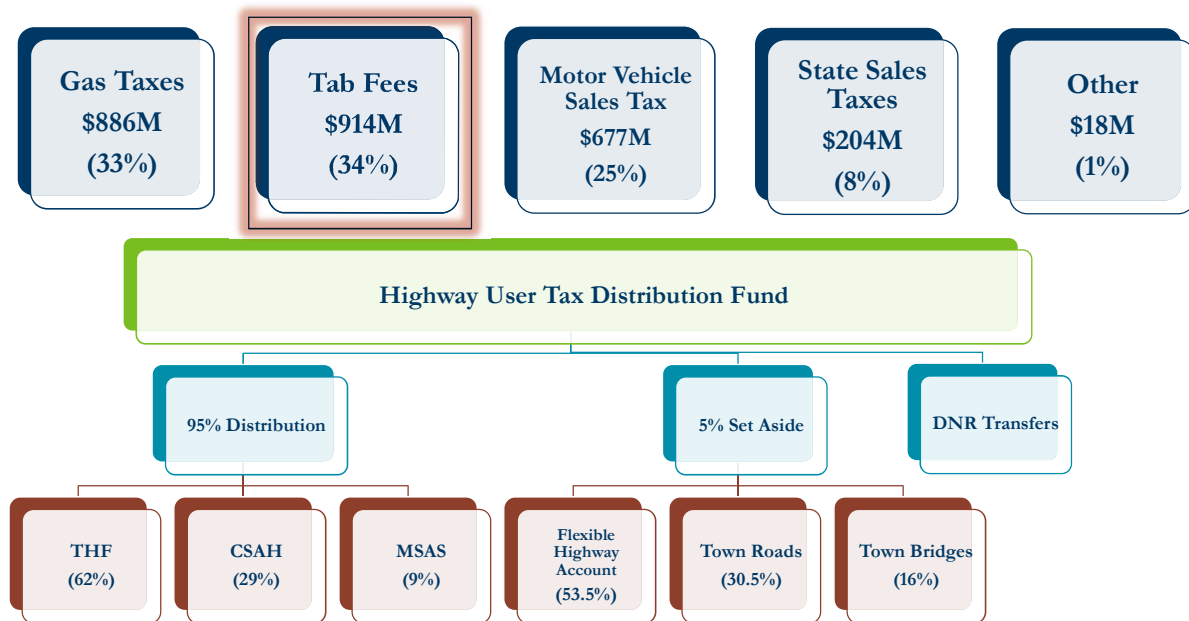 Gas Taxes
$886M
(33%)
Tab Fees
$914M
(34%)
Motor Vehicle
Sales Tax
$677M
(25%)
State Sales
Taxes
$204M
(8%)
Other
$18M
(1%)
Highway User Tax Distribution Fund
95% Distribution
5% Set Aside
DNR Transfers
THF
(62%)
CSAH
(29%)
MSAS
(9%)
Flexible
Highway
Account
(53.5%)
Town Roads
(30.5%)
Town Bridges
(16%)